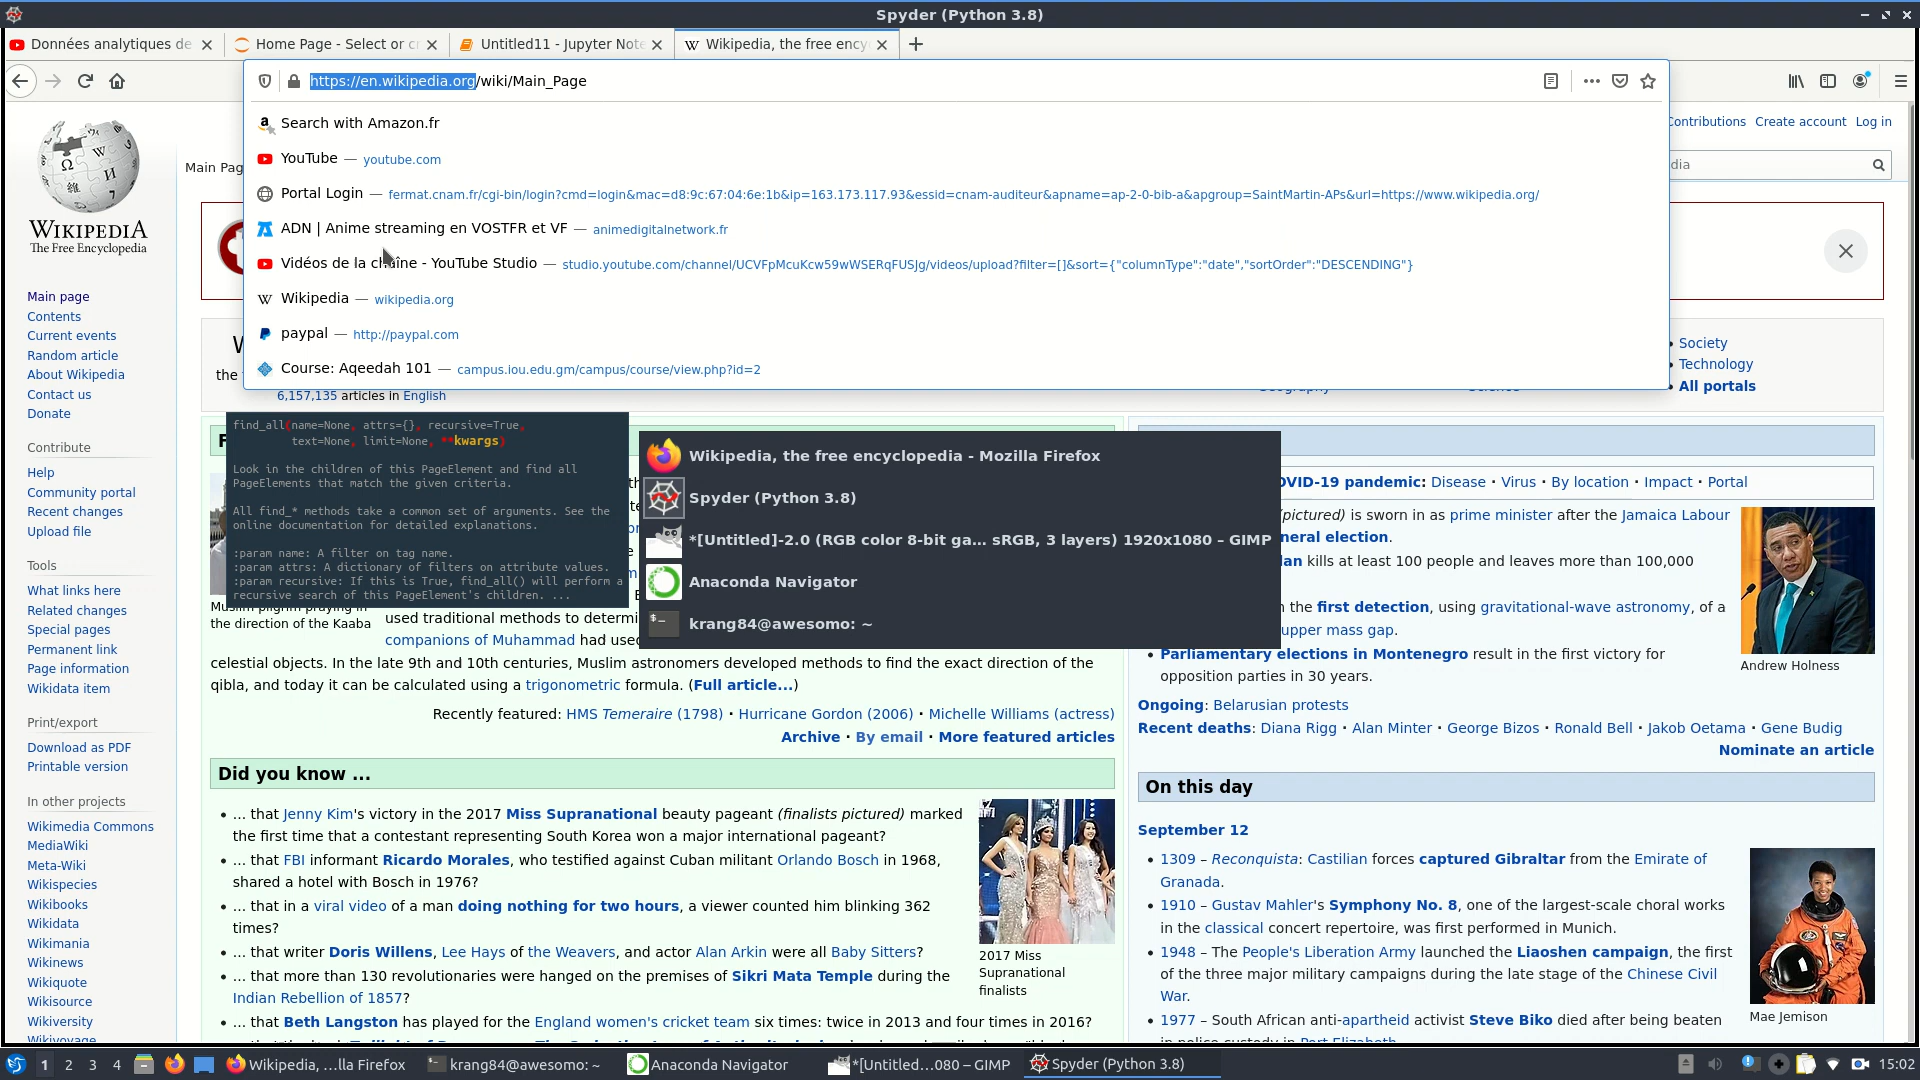 Spyder (Python 3.8)
Données analytiques de
Home Page - Select or cr
Untitled11 - Jupyter Note
Wikipedia, the free ency
https://en.wikipedia.org/wiki/Main_Page
Search with Amazon.fr
YouTube — youtube.com
Portal Login — fermat.cnam.fr/cgi-bin/login?cmd=login&mac=d8:9c:67:04:6e:1b&ip=163.173.117.93&essid=cnam-auditeur&apname=ap-2-0-bib-a&apgroup=SaintMartin-APs&url=https://www.wikipedia.org/
ADN | Anime streaming en VOSTFR et VF — animedigitalnetwork.fr
Vidéos de la chaîne - YouTube Studio — studio.youtube.com/channel/UCVFpMcuKcw59wWSERqFUSJg/videos/upload?filter=[]&sort={"columnType":"date","sortOrder":"DESCENDING"}
Wikipedia — wikipedia.org
paypal — http://paypal.com
Course: Aqeedah 101 — campus.iou.edu.gm/campus/course/view.php?id=2
Contributions Create account Log in
Main Pag
dia
WIKIPEDIA
The Free Encyclopedia
Main page
Contents
Current events
Random article
About Wikipedia
Contact us
Donate
Contribute
Help
Community portal
Recent changes
Upload file
Tools
What links here
Related changes
Special pages
Permanent link
Page information
Wikidata item
Print/export
Download as PDF
Printable version
In other projects
Wikimedia Commons
MediaWiki
Meta-Wiki
Wikispecies
Wikibooks
Wikidata
Wikimania
Wikinews
Wikiquote
Wikisource
Wikiversity
Wikivoyage
W
the
6,157,135 articles in English
Society
Technology
All portals
find_all(name=None, attrs={}, recursive=True,
text=None, limit=None, **kwargs)
Look in the children of this PageElement and find all
PageElements that match the given criteria.
All find_* methods take a common set of arguments. See the
online documentation for detailed explanations.
:param name: A filter on tag name.
:param attrs: A dictionary of filters on attribute values.
:param recursive: If this is True, find_all() will perform a
recursive search of this PageElement's children. ...
Wikipedia, the free encyclopedia - Mozilla Firefox
Spyder (Python 3.8)
*[Untitled]-2.0 (RGB color 8-bit ga... sRGB, 3 layers) 1920x1080 – GIMP
Anaconda Navigator
krang84@awesomo: ~
Muslim pilgrim praying in
the direction of the Kaaba
used traditional methods to determi
companions of Muhammad had used
celestial objects. In the late 9th and 10th centuries, Muslim astronomers developed methods to find the exact direction of the
qibla, and today it can be calculated using a trigonometric formula. (Full article...)
Recently featured: HMS Temeraire (1798) · Hurricane Gordon (2006) · Michelle Williams (actress)
Archive · By email · More featured articles
Did you know ...
... that Jenny Kim's victory in the 2017 Miss Supranational beauty pageant (finalists pictured) marked
the first time that a contestant representing South Korea won a major international pageant?
... that FBI informant Ricardo Morales, who testified against Cuban militant Orlando Bosch in 1968,
shared a hotel with Bosch in 1976?
... that in a viral video of a man doing nothing for two hours, a viewer counted him blinking 362
times?
... that writer Doris Willens, Lee Hays of the Weavers, and actor Alan Arkin were all Baby Sitters?
... that more than 130 revolutionaries were hanged on the premises of Sikri Mata Temple during the
Indian Rebellion of 1857?
... that Beth Langston has played for the England women's cricket team six times: twice in 2013 and four times in 2016?
2017 Miss
Supranational
finalists
OVID-19 pandemic: Disease · Virus · By location · Impact · Portal
(pictured) is sworn in as prime minister after the Jamaica Labour
neral election.
lan kills at least 100 people and leaves more than 100,000
n the first detection, using gravitational-wave astronomy, of a
upper mass gap.
Parliamentary elections in Montenegro result in the first victory for
opposition parties in 30 years.
Andrew Holness
Ongoing: Belarusian protests
Recent deaths: Diana Rigg · Alan Minter · George Bizos · Ronald Bell · Jakob Oetama · Gene Budig
Nominate an article
On this day
September 12
1309 – Reconquista: Castilian forces captured Gibraltar from the Emirate of
Granada.
1910 – Gustav Mahler's Symphony No. 8, one of the largest-scale choral works
in the classical concert repertoire, was first performed in Munich.
1948 – The People's Liberation Army launched the Liaoshen campaign, the first
of the three major military campaigns during the late stage of the Chinese Civil
War.
1977 – South African anti-apartheid activist Steve Biko died after being beaten
Mae Jemison
1 2 3 4
Wikipedia, ...lla Firefox
krang84@awesomo: ~
Anaconda Navigator
*[Untitled...080 – GIMP
Spyder (Python 3.8)
15:02